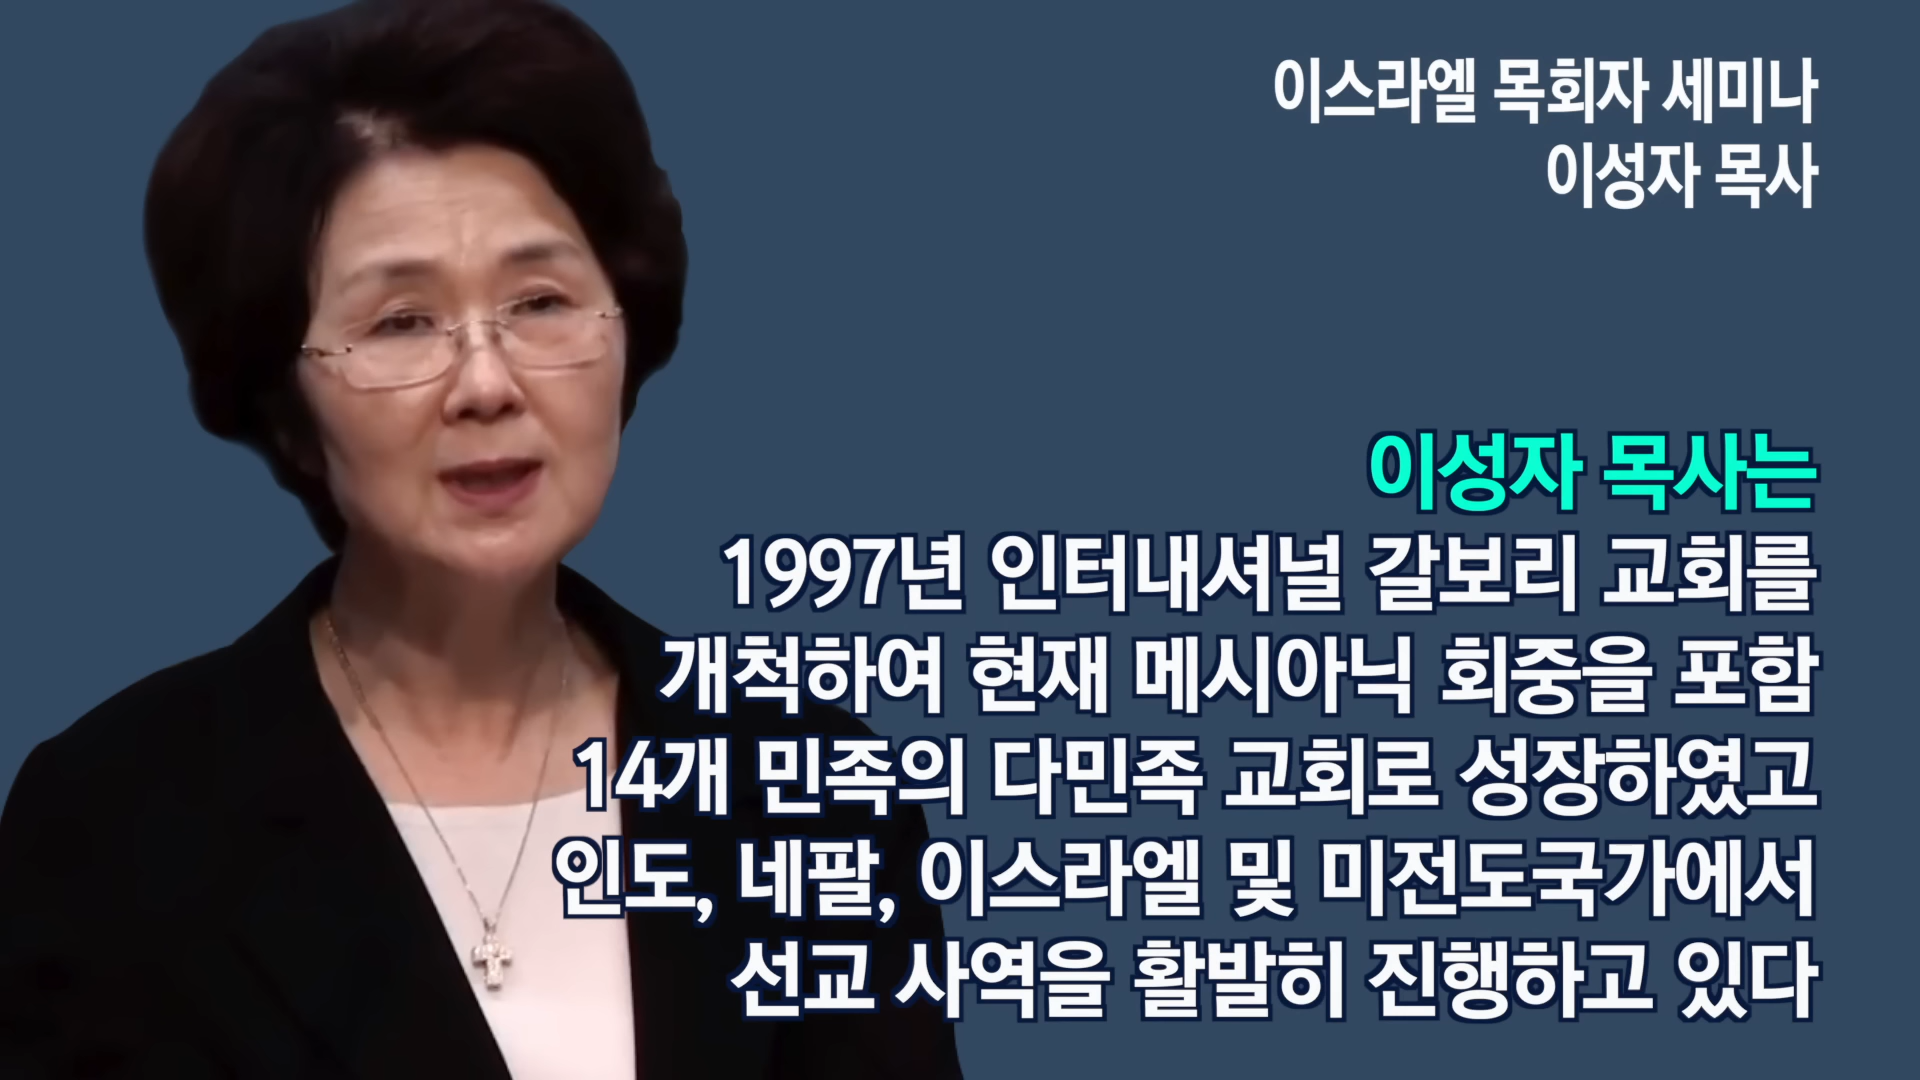 이스라엘 목회자 세미나
이성자 목사
이성자 목사는
1997년 인터내셔널 갈보리 교회를
개척하여 현재 메시아닉 회중을 포함
14개 민족의 다민족 교회로 성장하였고
인도, 네팔, 이스라엘 및 미전도국가에서
선교 사역을 활발히 진행하고 있다